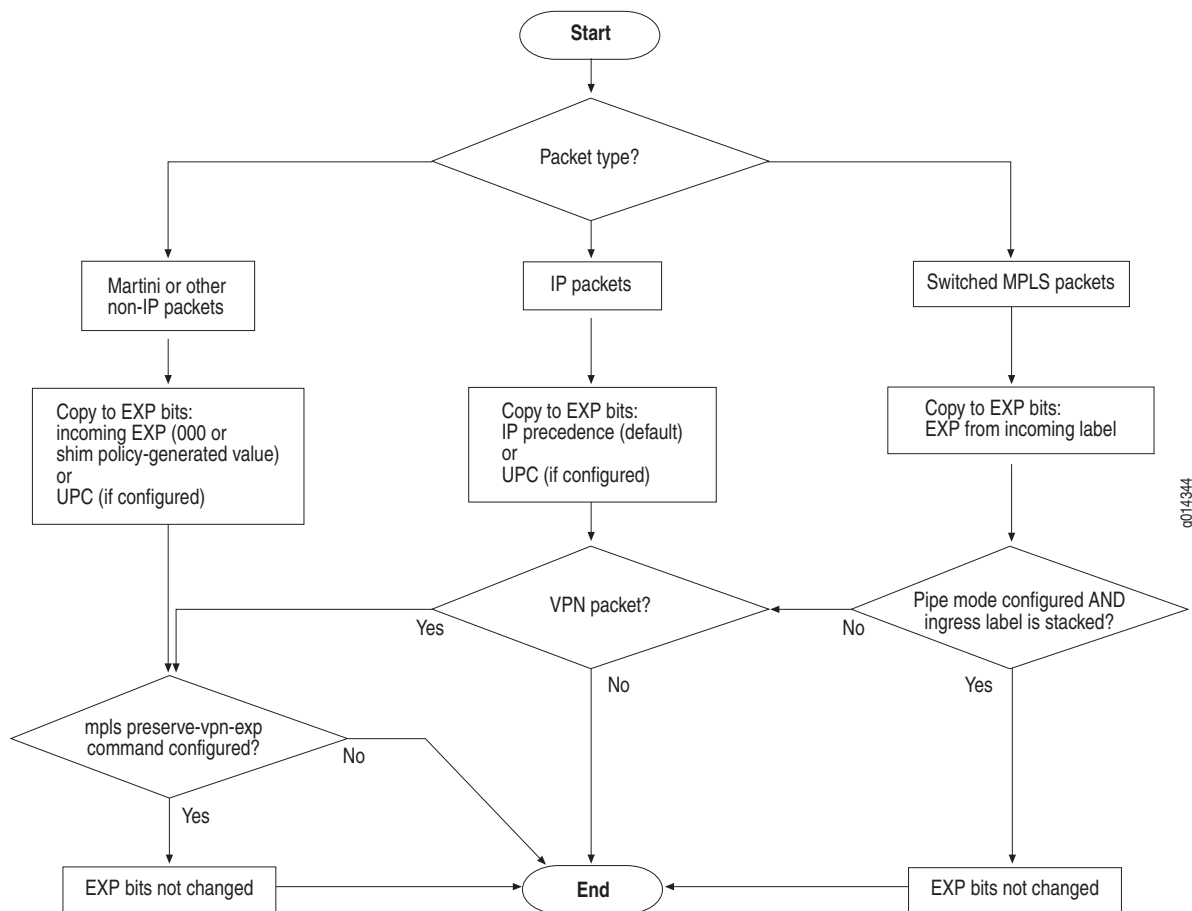 Start
Packet type?
Martini or other
non-IP packets
IP packets
Switched MPLS packets
Copy to EXP bits:
incoming EXP (000 or
shim policy-generated value)
or
UPC (if configured)
Copy to EXP bits:
IP precedence (default)
or
UPC (if configured)
Copy to EXP bits:
EXP from incoming label
g014344
VPN packet?
Yes
No
Pipe mode configured AND
ingress label is stacked?
No
Yes
mpls preserve-vpn-exp
command configured?
No
Yes
EXP bits not changed
End
EXP bits not changed